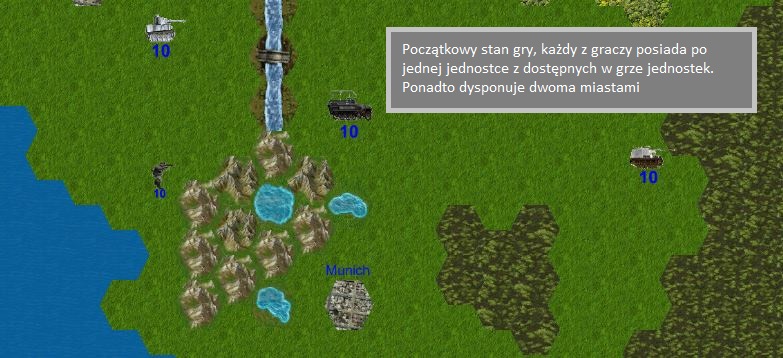 10
Początkowy stan gry, każdy z graczy posiada po
jednej jednostce z dostępnych w grze jednostek.
Ponadto dysponuje dwoma miastami
10
10
10
Munich